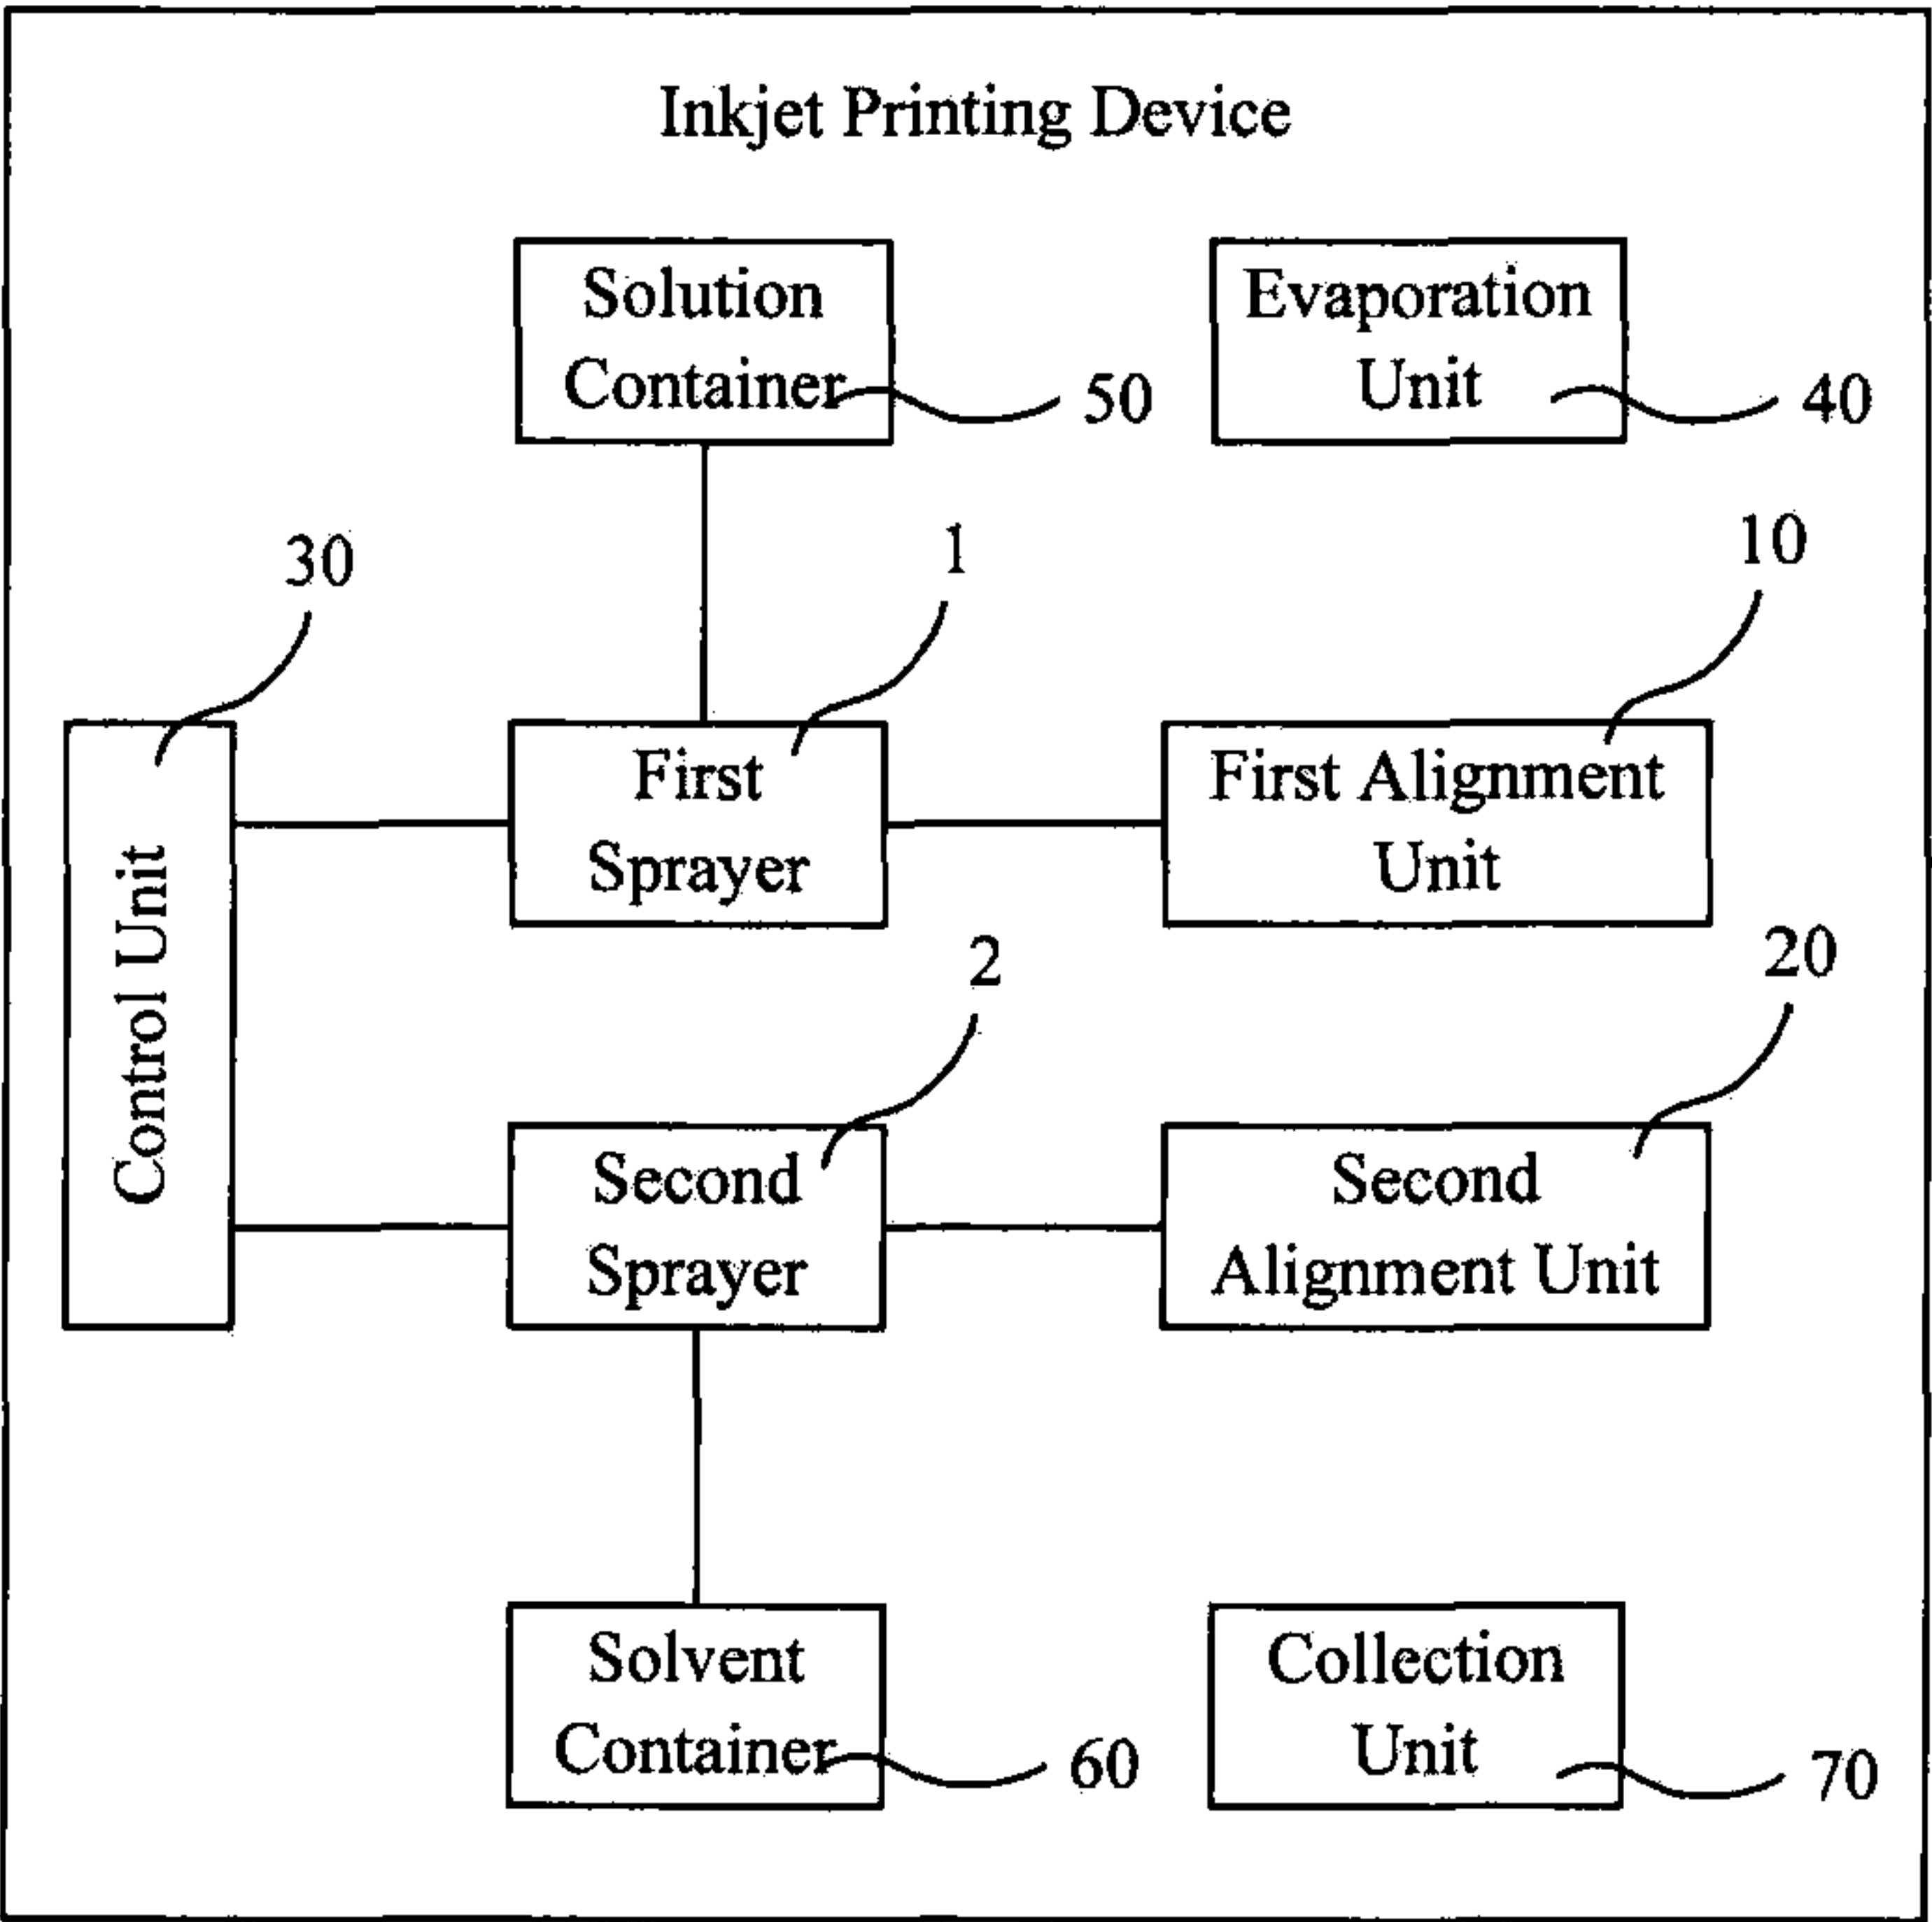 Inkjet Printing Device
Solution
Container
50
Evaporation
Unit
40
30
1
10
First
Sprayer
First Alignment
Unit
Control Unit
2
20
Second
Sprayer
Second
Alignment Unit
Solvent
Container
60
Collection
Unit
70